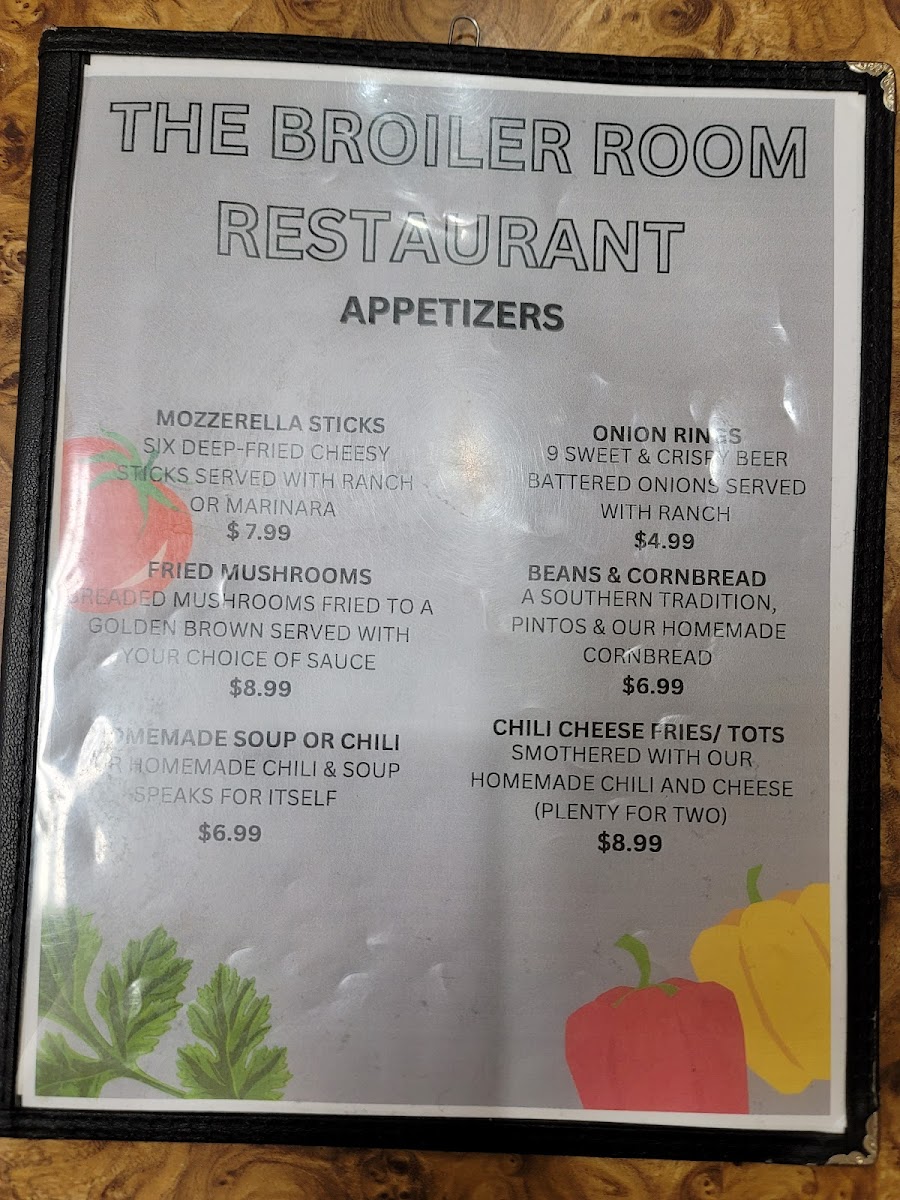 THE BROILER ROOM
RESTAURANT
APPETIZERS
MOZZERELLA STICKS
SIX DEEP-FRIED CHEESY
STICKS SERVED WITH RANCH
OR MARINARA
$7.99
FRIED MUSHROOMS
BREADED MUSHROOMS FRIED TO A
GOLDEN BROWN SERVED WITH
YOUR CHOICE OF SAUCE
$8.99
HOMEMADE SOUP OR CHILI
OUR HOMEMADE CHILI & SOUP
SPEAKS FOR ITSELF
$6.99
ONION RINGS
9 SWEET & CRISPY BEER
BATTERED ONIONS SERVED
WITH RANCH
$4.99
BEANS & CORNBREAD
A SOUTHERN TRADITION,
PINTOS & OUR HOMEMADE
CORNBREAD
$6.99
CHILI CHEESE FRIES/ TOTS
SMOTHERED WITH OUR
HOMEMADE CHILI AND CHEESE
(PLENTY FOR TWO)
$8.99